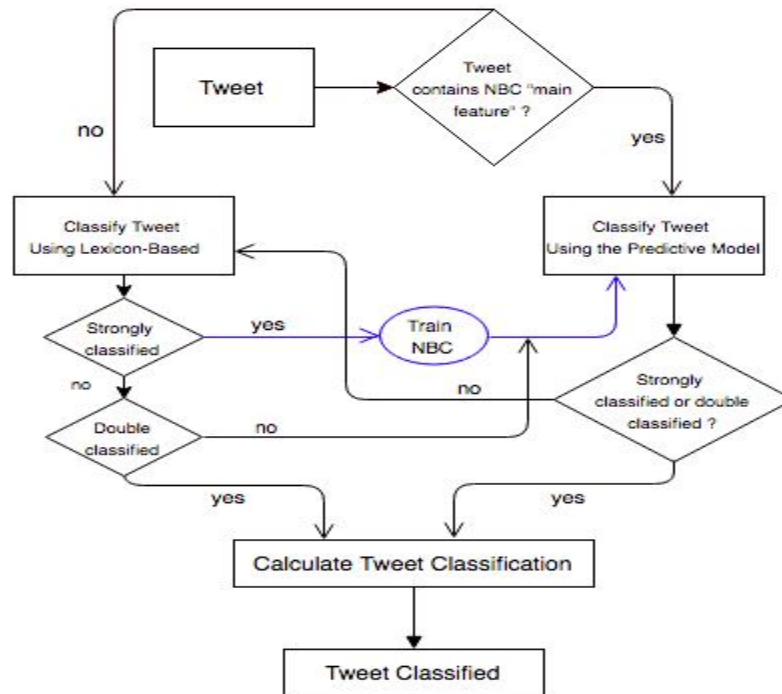 Tweet
Tweet
contains NBC "main
feature" ?
no
yes
Classify Tweet
Using Lexicon-Based
Classify Tweet
Using the Predictive Model
Strongly
classified
yes
Train
NBC
no
no
Strongly
classified or double
classified ?
Double
classified
no
yes
yes
Calculate Tweet Classification
Tweet Classified